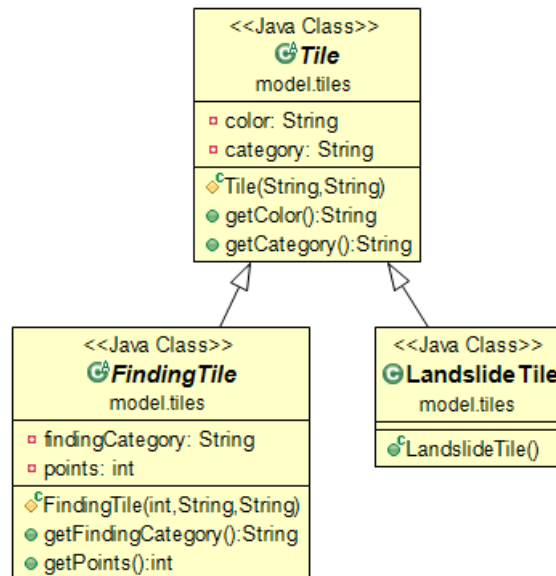 <<Java Class>>
Tile
model.tiles
color: String
category: String
Tile(String,String)
getColor():String
getCategory():String
<<Java Class>>
FindingTile
model.tiles
findingCategory: String
points: int
FindingTile(int,String,String)
getFindingCategory():String
getPoints():int
<<Java Class>>
LandslideTile
model.tiles
LandslideTile()